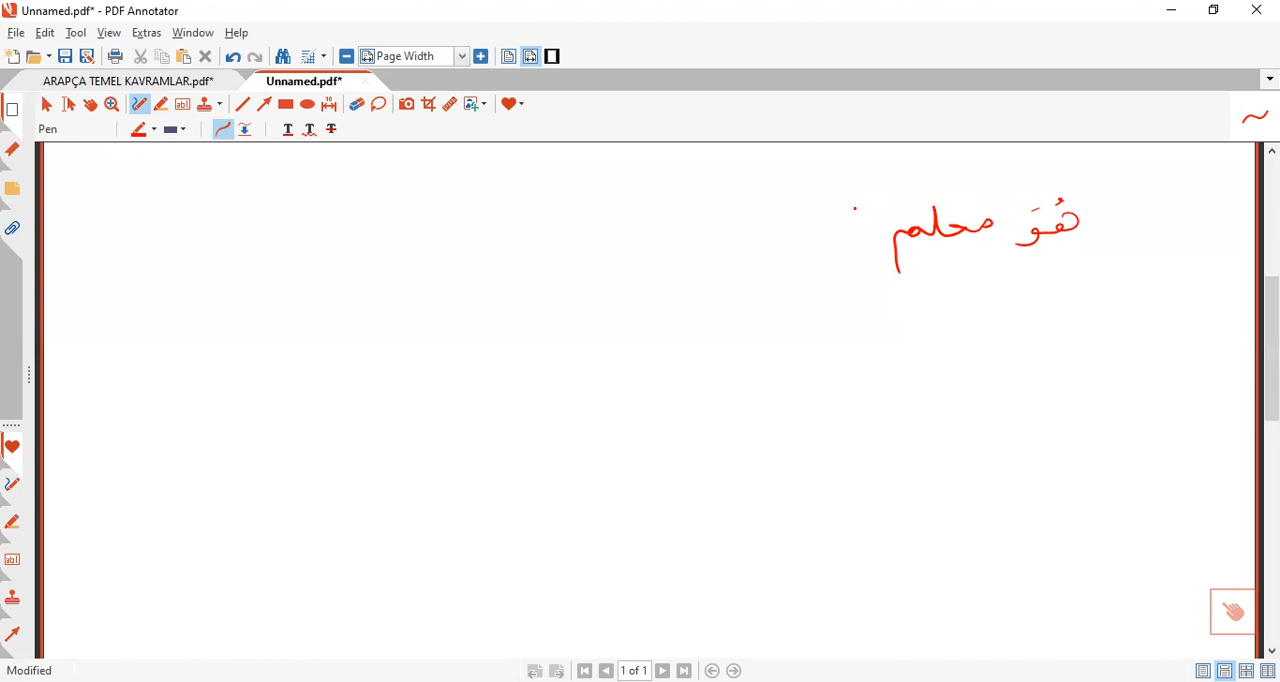 Unnamed.pdf* - PDF Annotator
File Edit Tool View Extras Window Help
Page Width
ARAPÇA TEMEL KAVRAMLAR.pdf* Unnamed.pdf*
Pen
هُوَ معلم
1 of 1
Modified